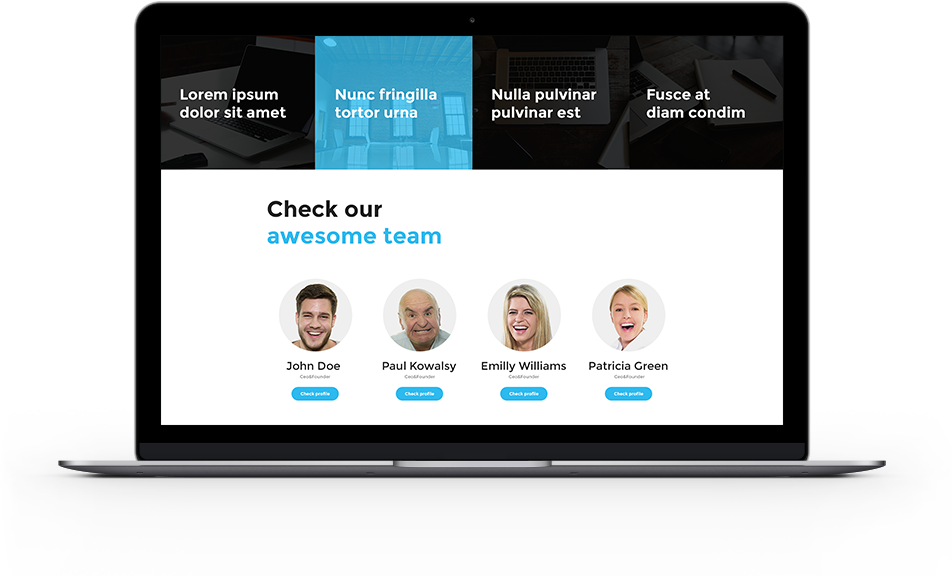 Lorem ipsum
dolor sit amet
Nunc fringilla
tortor urna
Nulla pulvinar
pulvinar est
Fusce at
diam condim
Check our
awesome team
John Doe
Paul Kowalsy
Emilly Williams
Patricia Green
Ceo&Founder
Ceo&Founder
Ceo&Founder
Ceo&Founder
Check profile
Check profile
Check profile
Check profile